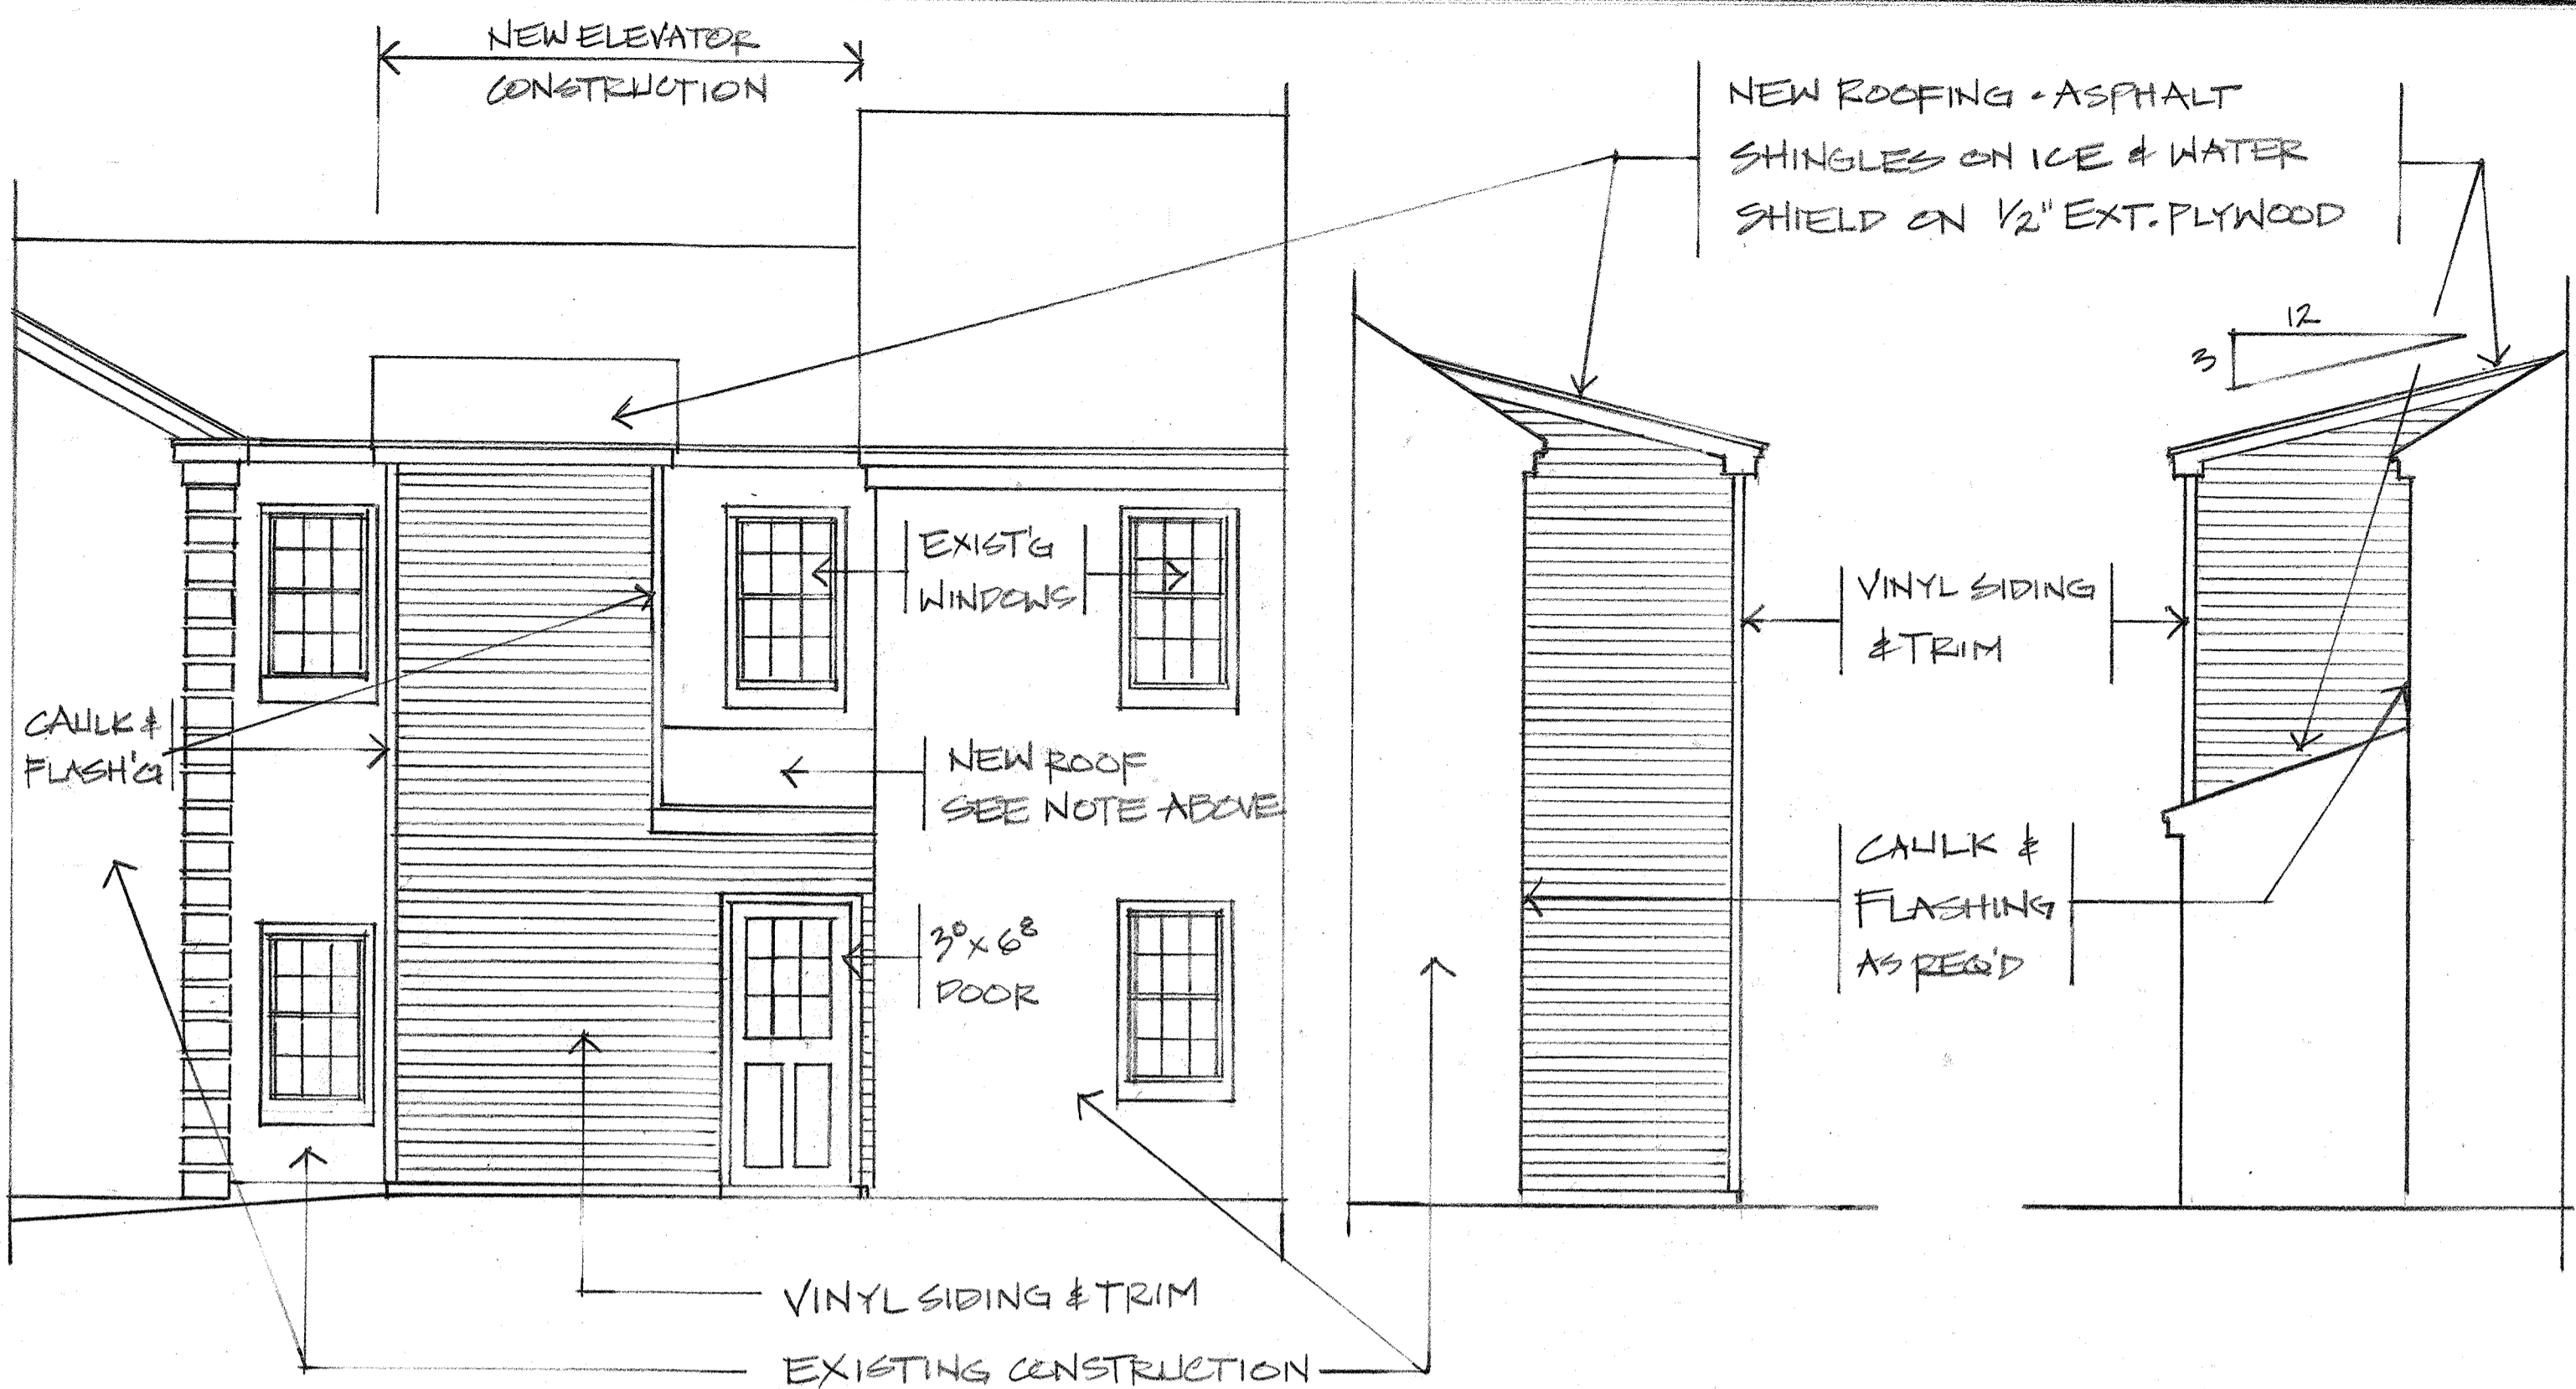 NEW ELEVATOR
CONSTRUCTION
NEW ROOFING - ASPHALT
SHINGLES ON ICE & WATER
SHIELD ON 1/2" EXT. PLYWOOD
12
3
EXIST'G
WINDOWS
VINYL SIDING
& TRIM
CAULK &
FLASH'G
NEW ROOF
SEE NOTE ABOVE
CAULK &
FLASHING
AS REQ'D
3⁰ x 6⁸
DOOR
VINYL SIDING & TRIM
EXISTING CONSTRUCTION